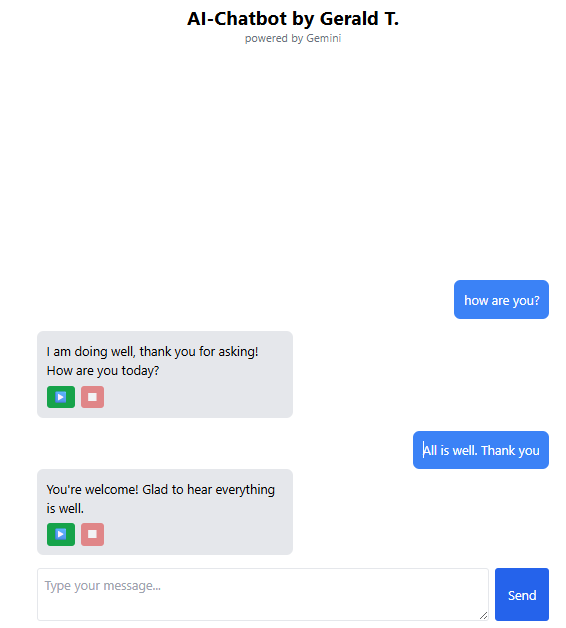 AI-Chatbot by Gerald T.
powered by Gemini
how are you?
I am doing well, thank you for asking!
How are you today?
All is well. Thank you
You're welcome! Glad to hear everything
is well.
Type your message...
Send